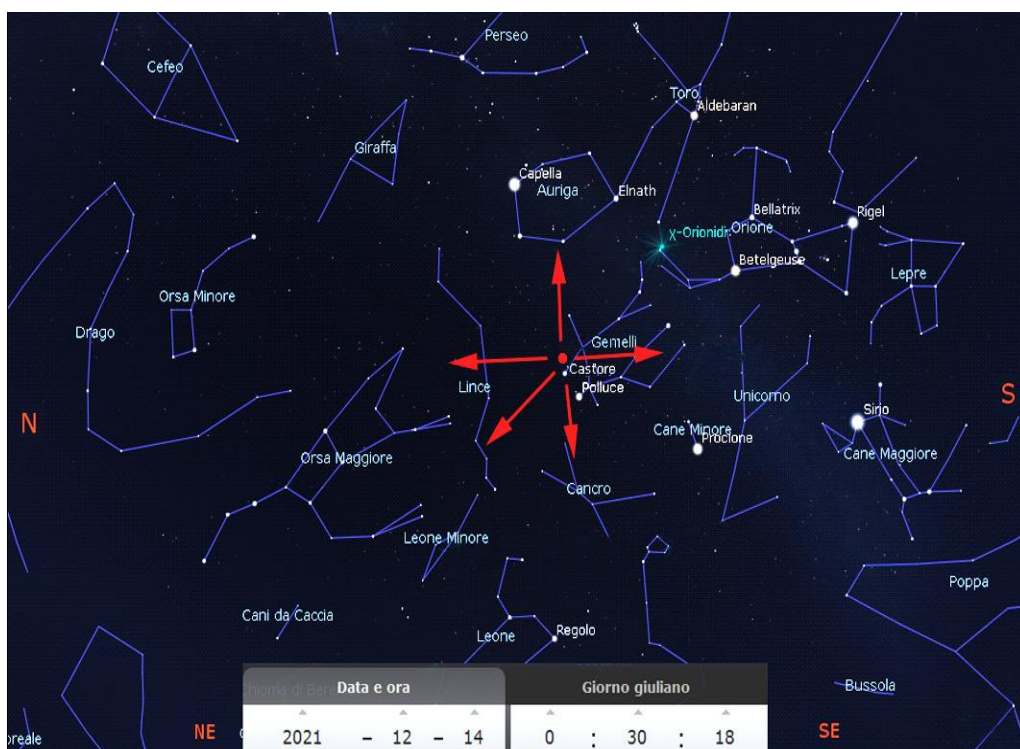 Perseo
Cefeo
Toro
Aldebaran
Giraffa
Capella
Auriga
Elnath
Bellatrix
Rigel
X-Orionidi
Orione
Betelgeuse
Lepre
Orsa Minore
Drago
Gemelli
Castore
Lince
Polluce
Unicorno
N
S
Sirio
Cane Minore
Procione
Cane Maggiore
Orsa Maggiore
Cancro
Leone Minore
Poppa
Cani da Caccia
Leone
Regolo
Bussola
Data e ora
Giorno giuliano
NE
2021 - 12 - 14
0 : 30 : 18
SE